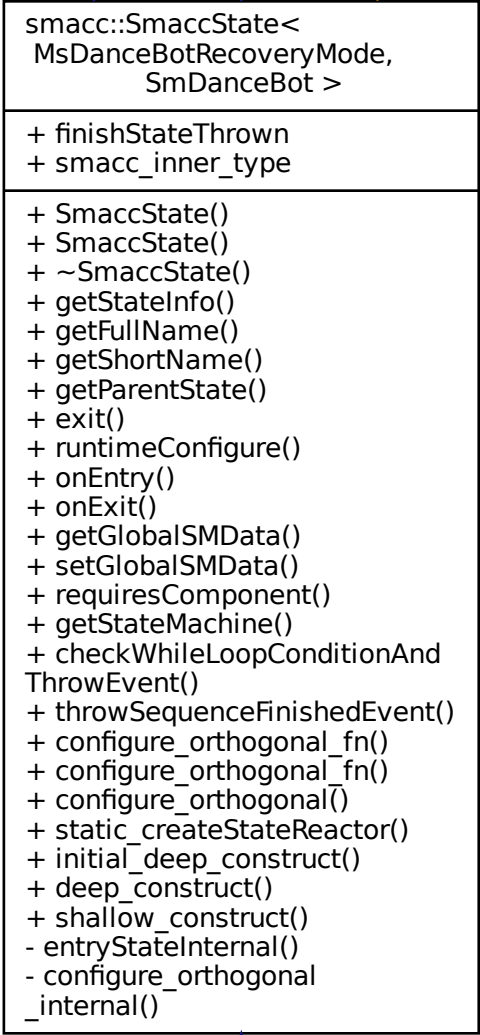 smacc::SmaccState<
MsDanceBotRecoveryMode,
SmDanceBot >
+ finishStateThrown
+ smacc_inner_type
+ SmaccState()
+ SmaccState()
+ ~SmaccState()
+ getStateInfo()
+ getFullName()
+ getShortName()
+ getParentState()
+ exit()
+ runtimeConfigure()
+ onEntry()
+ onExit()
+ getGlobalSMData()
+ setGlobalSMData()
+ requiresComponent()
+ getStateMachine()
+ checkWhileLoopConditionAnd
ThrowEvent()
+ throwSequenceFinishedEvent()
+ configure_orthogonal_fn()
+ configure_orthogonal_fn()
+ configure_orthogonal()
+ static_createStateReactor()
+ initial_deep_construct()
+ deep_construct()
+ shallow_construct()
- entryStateInternal()
- configure_orthogonal
_internal()